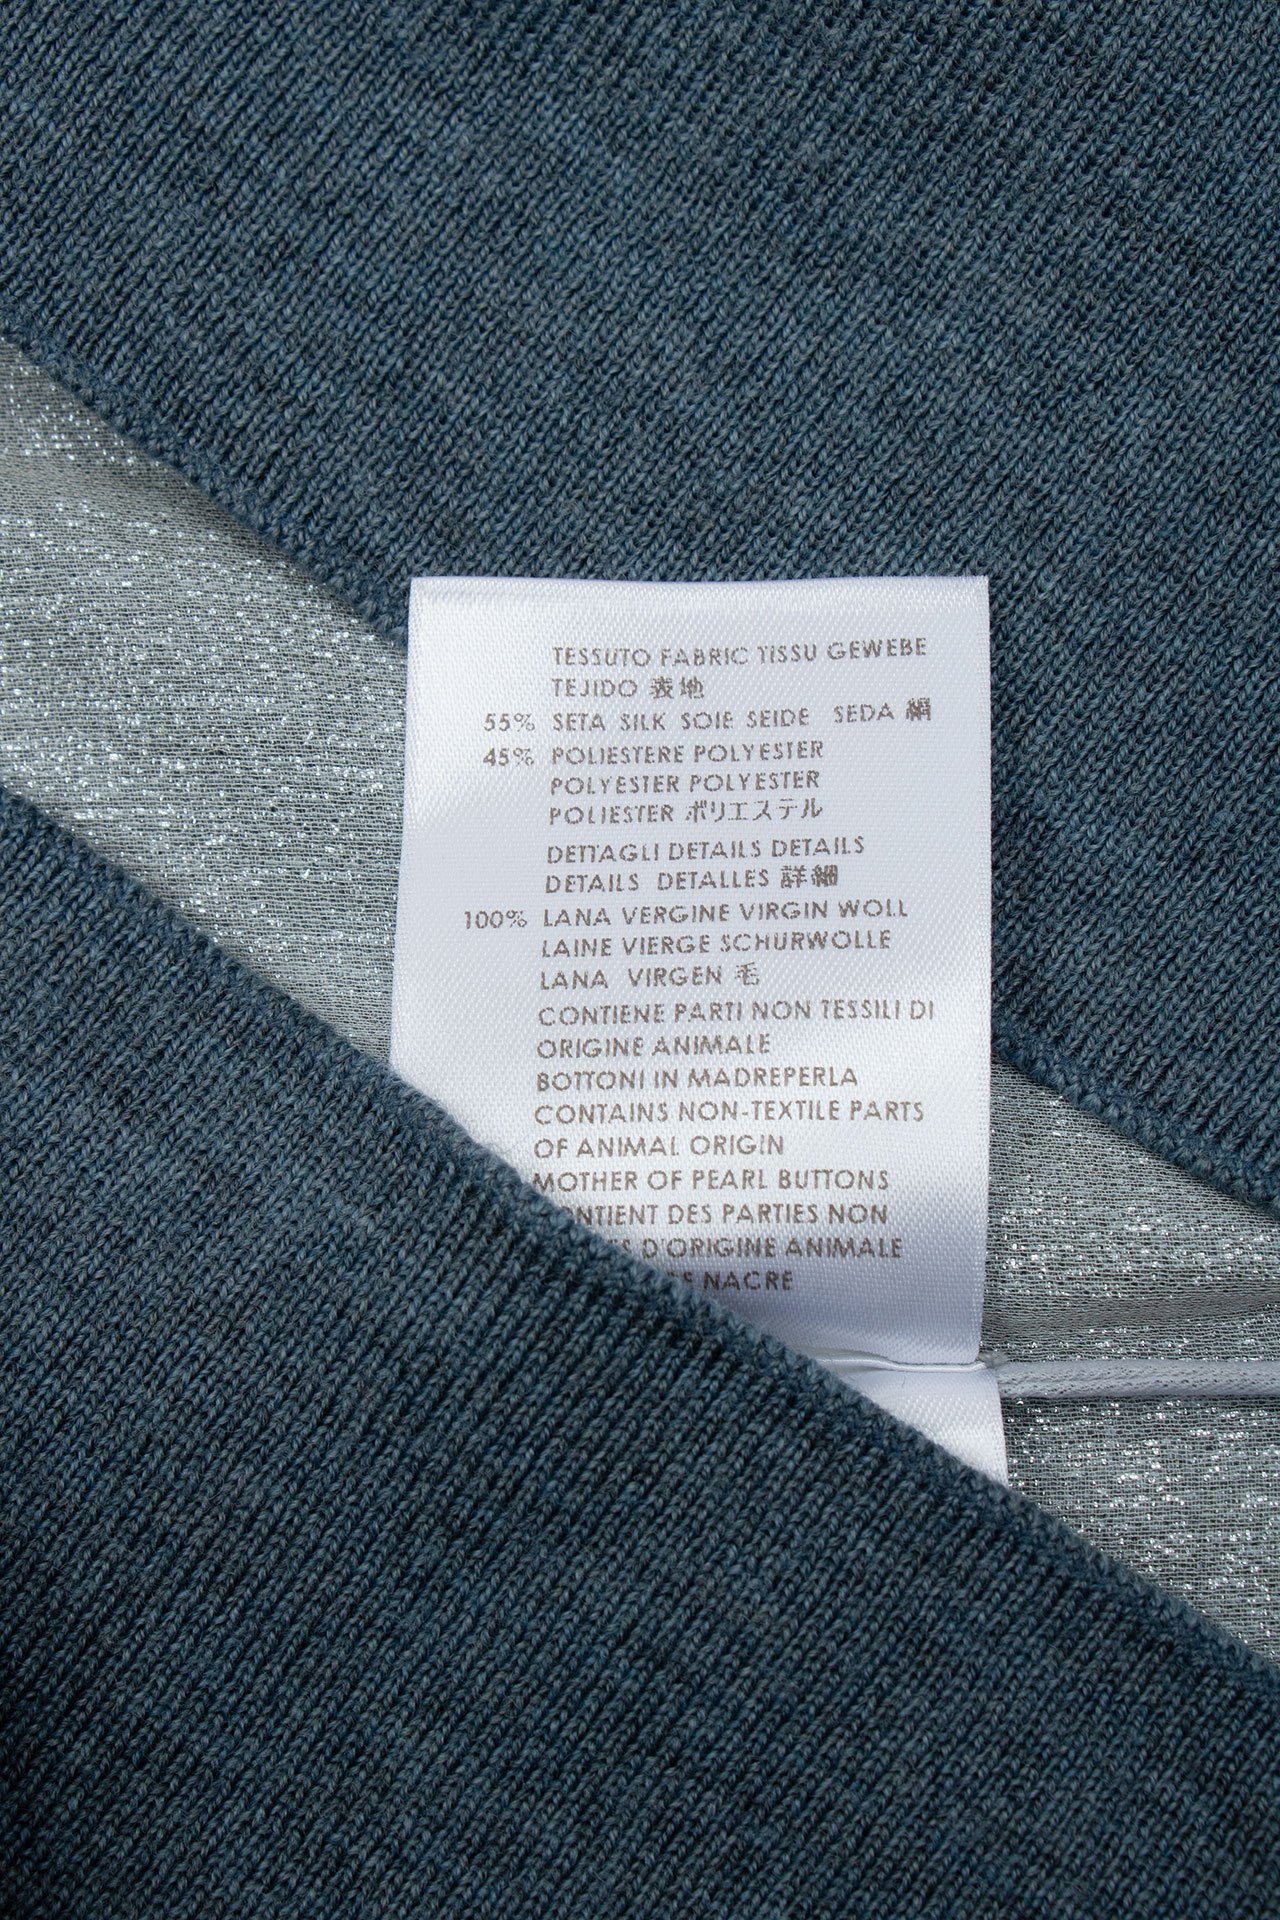 TESSUTO FABRIC TISSU GEWEBE
TEJIDO 表地
55% SETA SILK SOIE SEIDE SEDA 絹
45% POLIESTERE POLYESTER
POLYESTER POLYESTER
POLIESTER ポリエステル
DETTAGLI DETAILS DETAILS
DETAILS DETALLES 詳細
100% LANA VERGINE VIRGIN WOLL
LAINE VIERGE SCHURWOLLE
LANA VIRGEN 毛
CONTIENE PARTI NON TESSILI DI
ORIGINE ANIMALE
BOTTONI IN MADREPERLA
CONTAINS NON-TEXTILE PARTS
OF ANIMAL ORIGIN
MOTHER OF PEARL BUTTONS
DES PARTIES NON
D'ORIGINE ANIMALE
NACRE